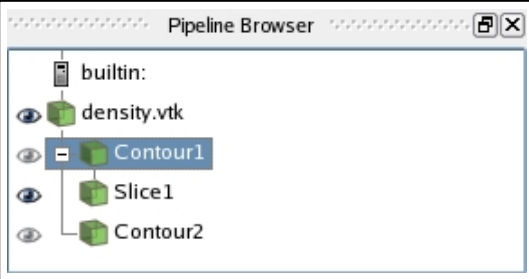 Pipeline Browser
builtin:
density.vtk
Contour1
Slice1
Contour2